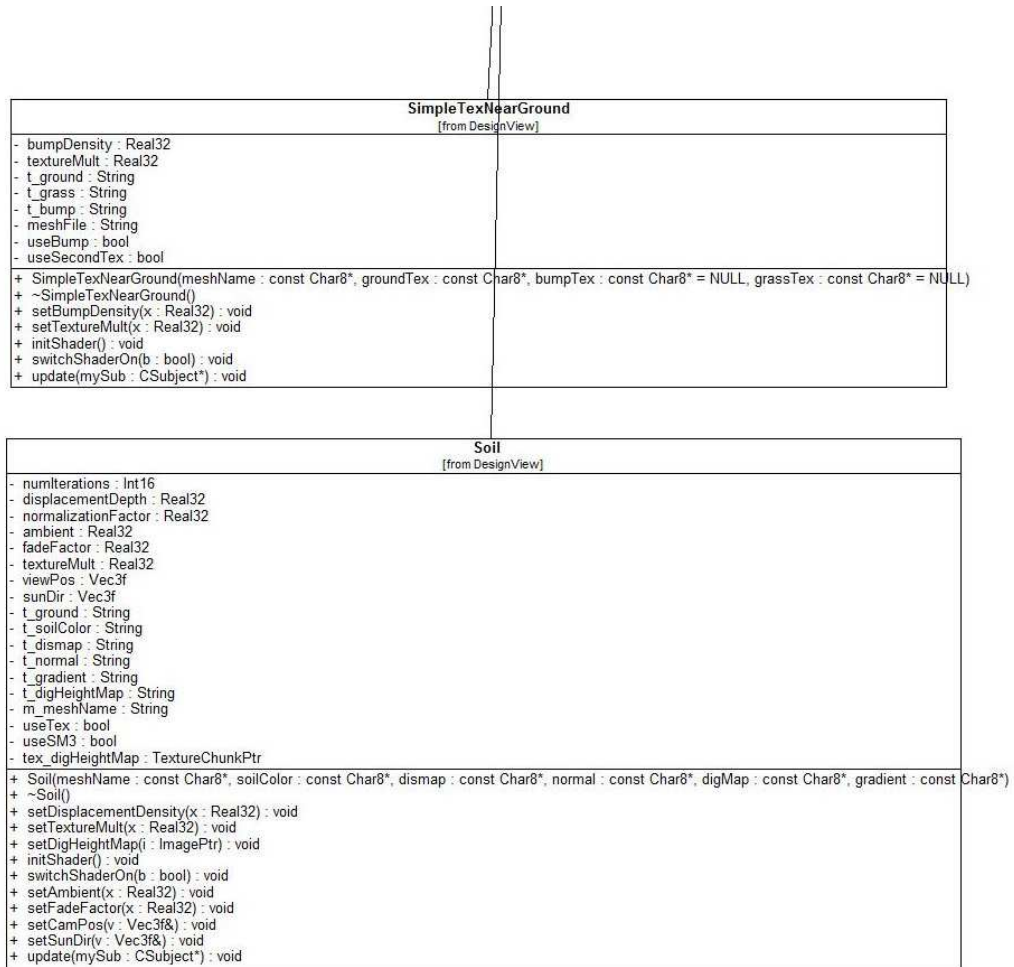 SimpleTexNearGround
[from DesignView]
- bumpDensity : Real32
- textureMult : Real32
- t_ground : String
- t_grass : String
- t_bump : String
- meshFile : String
- useBump : bool
- useSecondTex : bool
+ SimpleTexNearGround(meshName : const Char8*, groundTex : const Char8*, bumpTex : const Char8* = NULL, grassTex : const Char8* = NULL)
+ ~SimpleTexNearGround()
+ setBumpDensity(x : Real32) : void
+ setTextureMult(x : Real32) : void
+ initShader() : void
+ switchShaderOn(b : bool) : void
+ update(mySub : CSubject*) : void
Soil
[from DesignView]
- numIterations : Int16
- displacementDepth : Real32
- normalizationFactor : Real32
- ambient : Real32
- fadeFactor : Real32
- textureMult : Real32
- viewPos : Vec3f
- sunDir : Vec3f
- t_ground : String
- t_soilColor : String
- t_dismap : String
- t_normal : String
- t_gradient : String
- t_digHeightMap : String
- m_meshName : String
- useTex : bool
- useSM3 : bool
- tex_digHeightMap : TextureChunkPtr
+ Soil(meshName : const Char8*, soilColor : const Char8*, dismap : const Char8*, normal : const Char8*, digMap : const Char8*, gradient : const Char8*)
+ ~Soil()
+ setDisplacementDensity(x : Real32) : void
+ setTextureMult(x : Real32) : void
+ setDigHeightMap(i : ImagePtr) : void
+ initShader() : void
+ switchShaderOn(b : bool) : void
+ setAmbient(x : Real32) : void
+ setFadeFactor(x : Real32) : void
+ setCamPos(v : Vec3f&) : void
+ setSunDir(v : Vec3f&) : void
+ update(mySub : CSubject*) : void